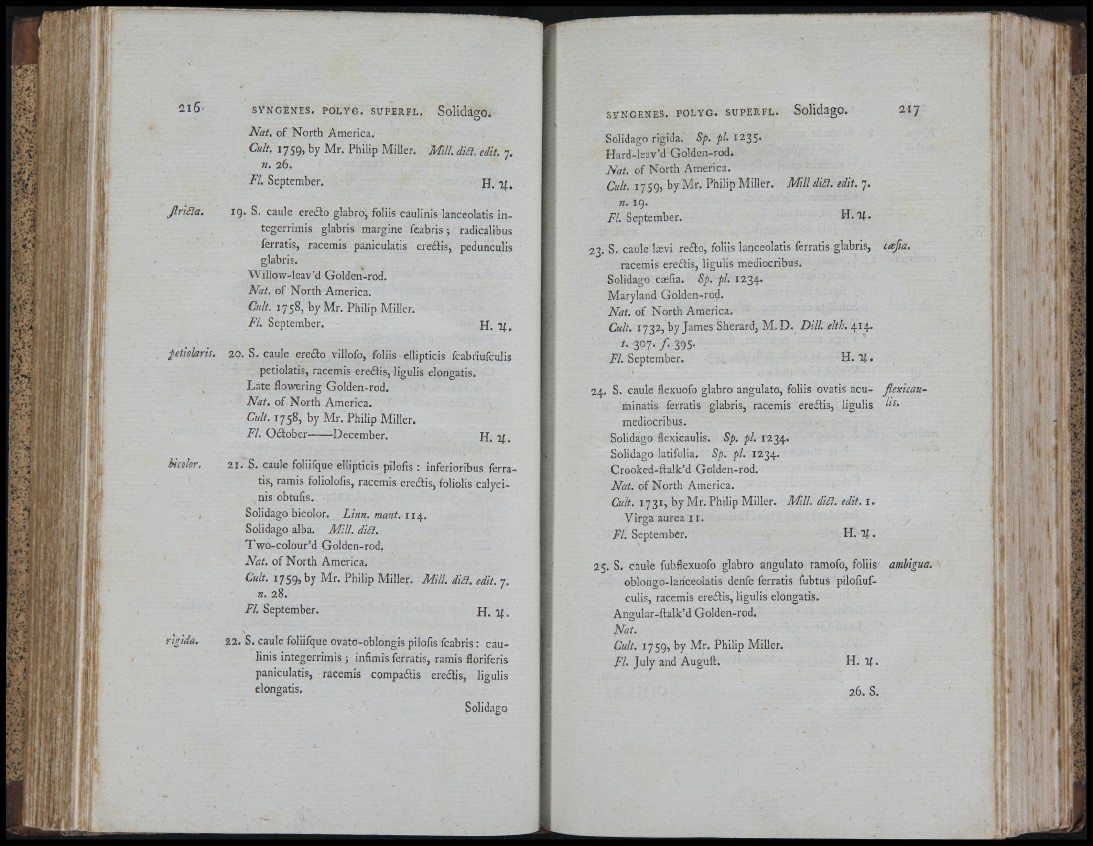 216 SYNGENES. POLYG. SUPERFL. Solidago.
Nat. of North America.
Cult. 1759, by Mr. Philip Miller. Mill. dict. edit. 7.
n. 26.
Fl. September. H. ♃.
ſtricta. 19. S. caule erecto glabro, foliis caulinis lanceolatis in-
tegerrimis glabris margine ſcabris; radicalibus
ſerratis, racemis paniculatis erectis, pedunculis
glabris.
Willow-leav'd Golden-rod.
Nat. of North America.
Cult. 1758, by Mr. Philip Miller.
Fl. September. H. ♃.
petiolaris. 20. S. caule erecto villoſo, foliis ellipticis ſcabriuſculis
petiolatis, racemis erectis, ligulis elongatis.
Late flowering Golden-rod.
Nat. of North America.
Cult. 1758, by Mr. Philip Miller.
Fl. October——December. H. ♃.
bicolor. 21. S. caule foliiſque ellipticis piloſis : inferioribus ſerra-
tis, ramis folioloſis, racemis erectis, foliolis calyci-
nis obtuſis.
Solidago bicolor. Linn. mant. 114.
Solidago alba. Mill. dict.
Two-colour'd Golden-rod.
Nat. of North America.
Cult. 1759, by Mr. Philip Miller. Mill. dict. edit. 7.
n. 28.
Fl. September. H. ♃.
rigida. 22. S. caule foliiſque ovato-oblongis piloſis ſcabris: cau-
linis integerrimis; infimis ſerratis, ramis floriferis
paniculatis, racemis compactis erectis, ligulis
elongatis.
Solidago
SYNGENES. POLYG. SUPERFL. Solidago. 217
Solidago rigida. Sp. pl. 1235.
Hard-leav'd Golden-rod.
Nat. of North America.
Cult. 1759, by Mr. Philip Miller. Mill dict. edit. 7.
n. 19.
Fl. September. H. ♃.
23. S. caule lævi recto, foliis lanceolatis ſerratis glabris, cæſia.
racemis erectis, ligulis mediocribus.
Solidago cæſia. Sp. pl. 1234.
Maryland Golden-rod.
Nat. of North America.
Cult. 1732, by James Sherard, M. D. Dill. elth. 414.
t. 307. f. 395.
Fl. September. H. ♃.
24. S. caule flexuoſo glabro angulato, foliis ovatis acu- flexicau-
minatis ſerratis glabris, racemis erectis, ligulis lis.
mediocribus.
Solidago flexicaulis. Sp. pl. 1234.
Solidago latifolia. Sp. pl. 1234.
Crooked-ſtalk'd Golden-rod.
Nat. of North America.
Cult. 1731, by Mr. Philip Miller. Mill. dict. edit. 1.
Virga aurea 11.
Fl. September. H. ♃.
25. S. caule ſubflexuoſo glabro angulato ramoſo, foliis ambigua.
oblongo-lanceolatis denſe ſerratis ſubtus piloſiuſ-
culis, racemis erectis, ligulis elongatis.
Angular-ſtalk'd Golden-rod.
Nat.
Cult. 1759, by Mr. Philip Miller.
Fl. July and Auguſt. H. ♃.
26. S.